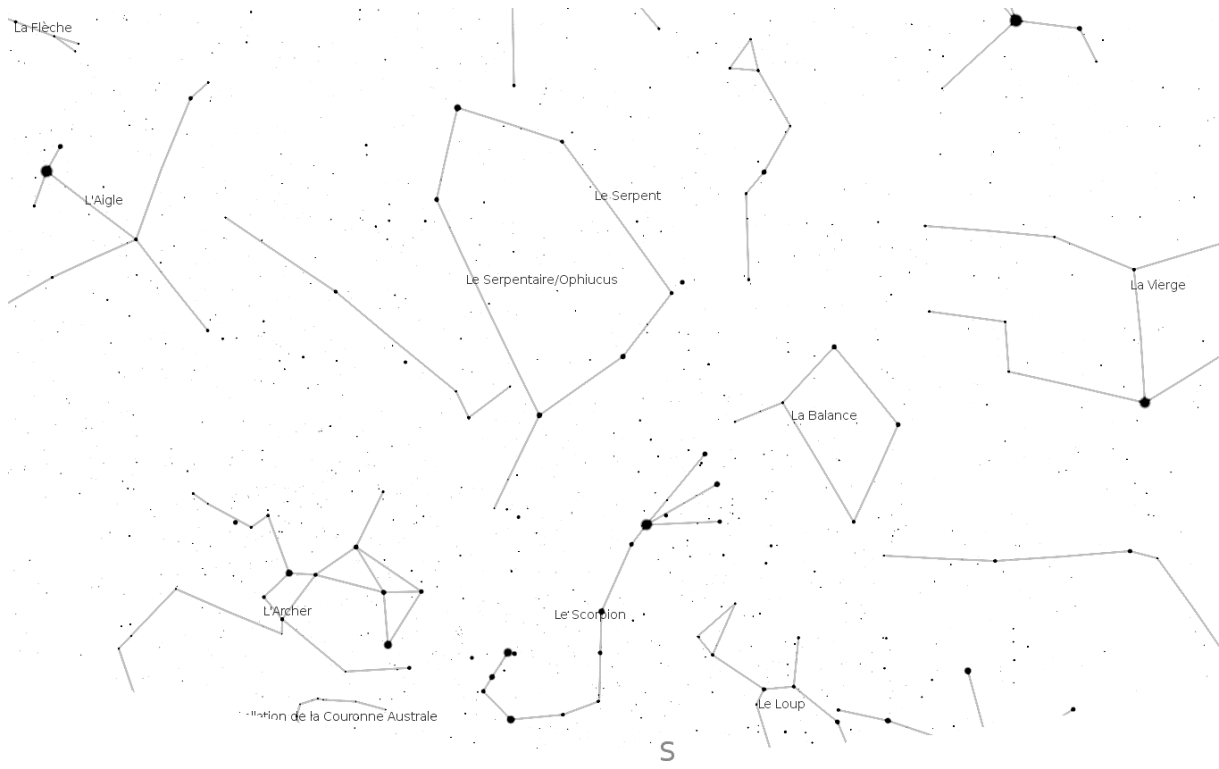 La Flèche
L'Aigle
Le Serpent
Le Serpentaire/Ophiucus
La Vierge
La Balance
L'Archer
Le Scorpion
Le Loup
llation de la Couronne Australe
S